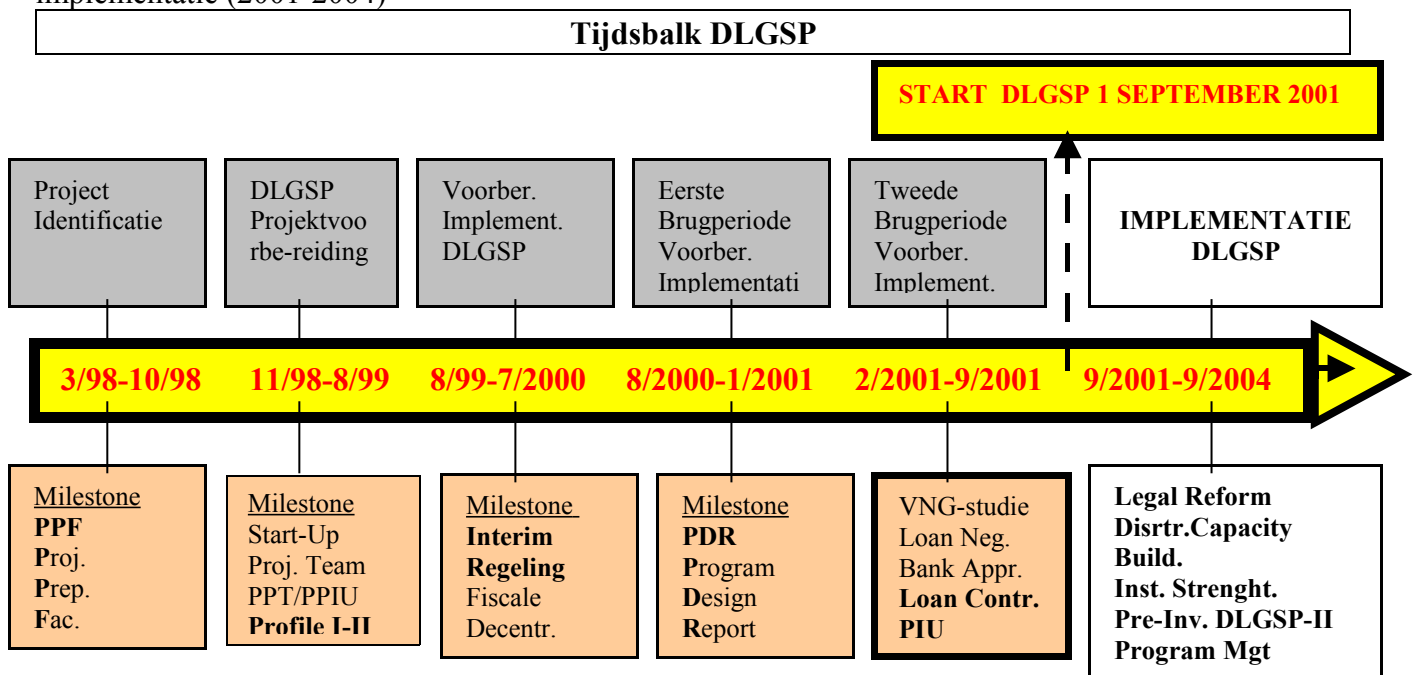 implementatie (2001-2004)
Tijdsbalk DLGSP
START DLGSP 1 SEPTEMBER 2001
Project
Identificatie
DLGSP
Projektvoo
rbe-reiding
Voorber.
Implement.
DLGSP
Eerste
Brugperiode
Voorber.
Implementati
Tweede
Brugperiode
Voorber.
Implement.
IMPLEMENTATIE
DLGSP
3/98-10/98 11/98-8/99 8/99-7/2000 8/2000-1/2001 2/2001-9/2001 9/2001-9/2004
Milestone
PPF
Proj.
Prep.
Fac.
Milestone
Start-Up
Proj. Team
PPT/PPIU
Profile I-II
Milestone
Interim
Regeling
Fiscale
Decentr.
Milestone
PDR
Program
Design
Report
VNG-studie
Loan Neg.
Bank Appr.
Loan Contr.
PIU
Legal Reform
Disrtr.Capacity
Build.
Inst. Strenght.
Pre-Inv. DLGSP-II
Program Mgt